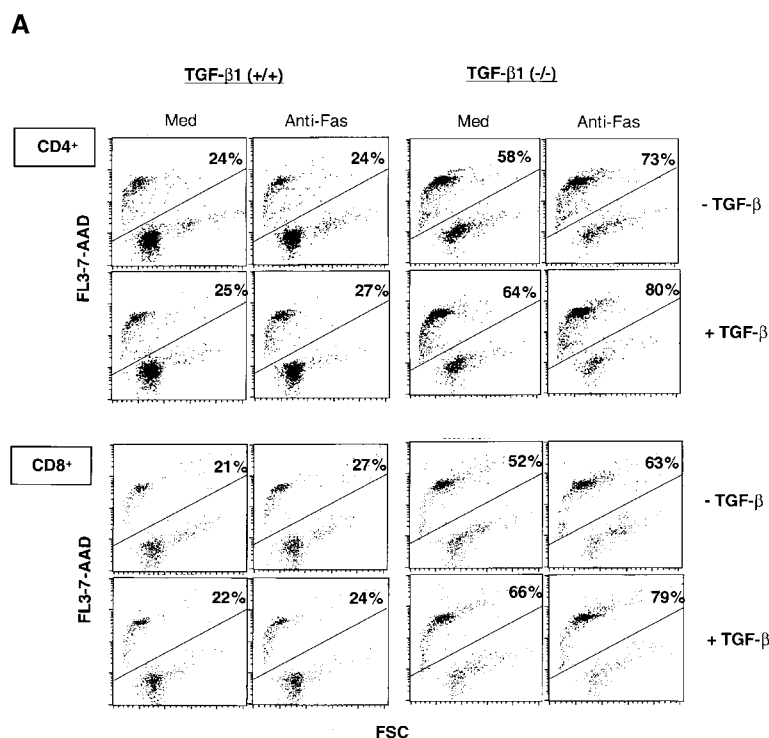 A
TGF-β1 (+/+) TGF-β1 (-/-)
Med Anti-Fas Med Anti-Fas
CD4+
24% 24% 58% 73%
- TGF-β
FL3-7-AAD
25% 27% 64% 80%
+ TGF-β
CD8+
21% 27% 52% 63%
- TGF-β
FL3-7-AAD
22% 24% 66% 79%
+ TGF-β
FSC